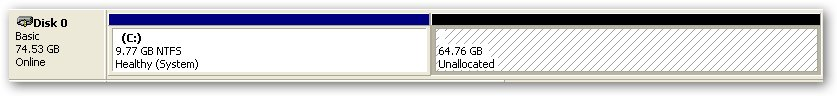 Disk 0
Basic
74.53 GB
Online
(C:)
9.77 GB NTFS
Healthy (System)
64.76 GB
Unallocated